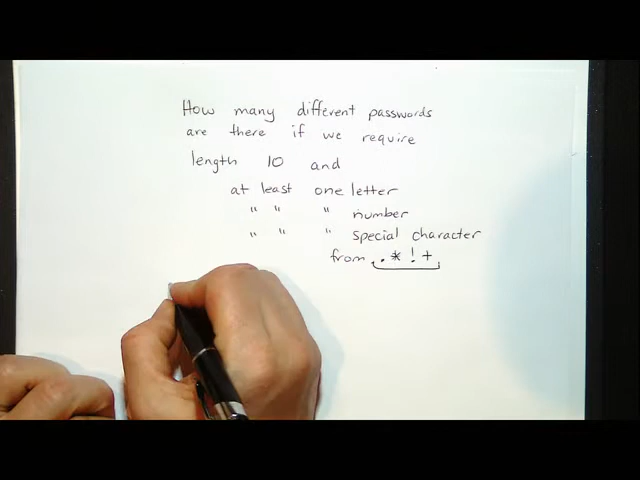 How many different passwords
are there if we require
length 10 and
at least one letter
" " " number
" " " special character
from . * ! +